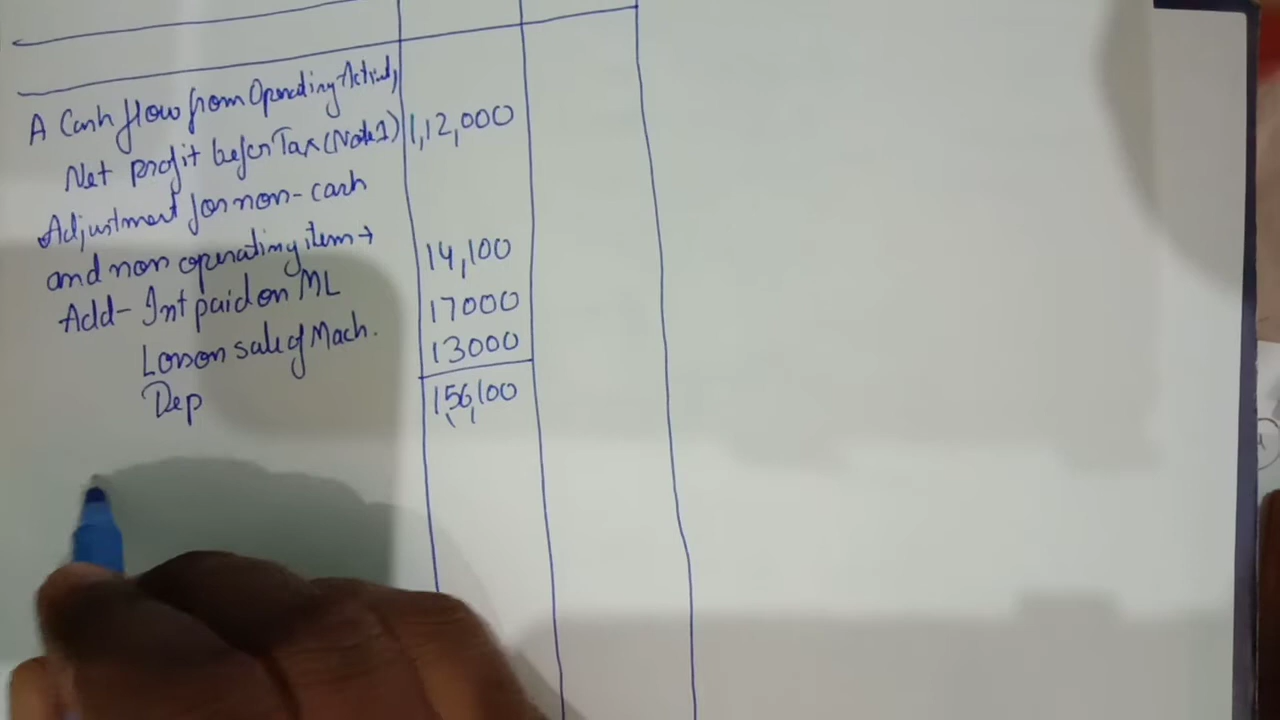 A Cash flow from Operating Activity
Net profit before Tax (Note 1) 1,12,000
Adjustment for non-cash
and non operating item → 14,100
Add- Int paid on ML 17000
Loss on sale of Mach. 13000
Dep 156,100